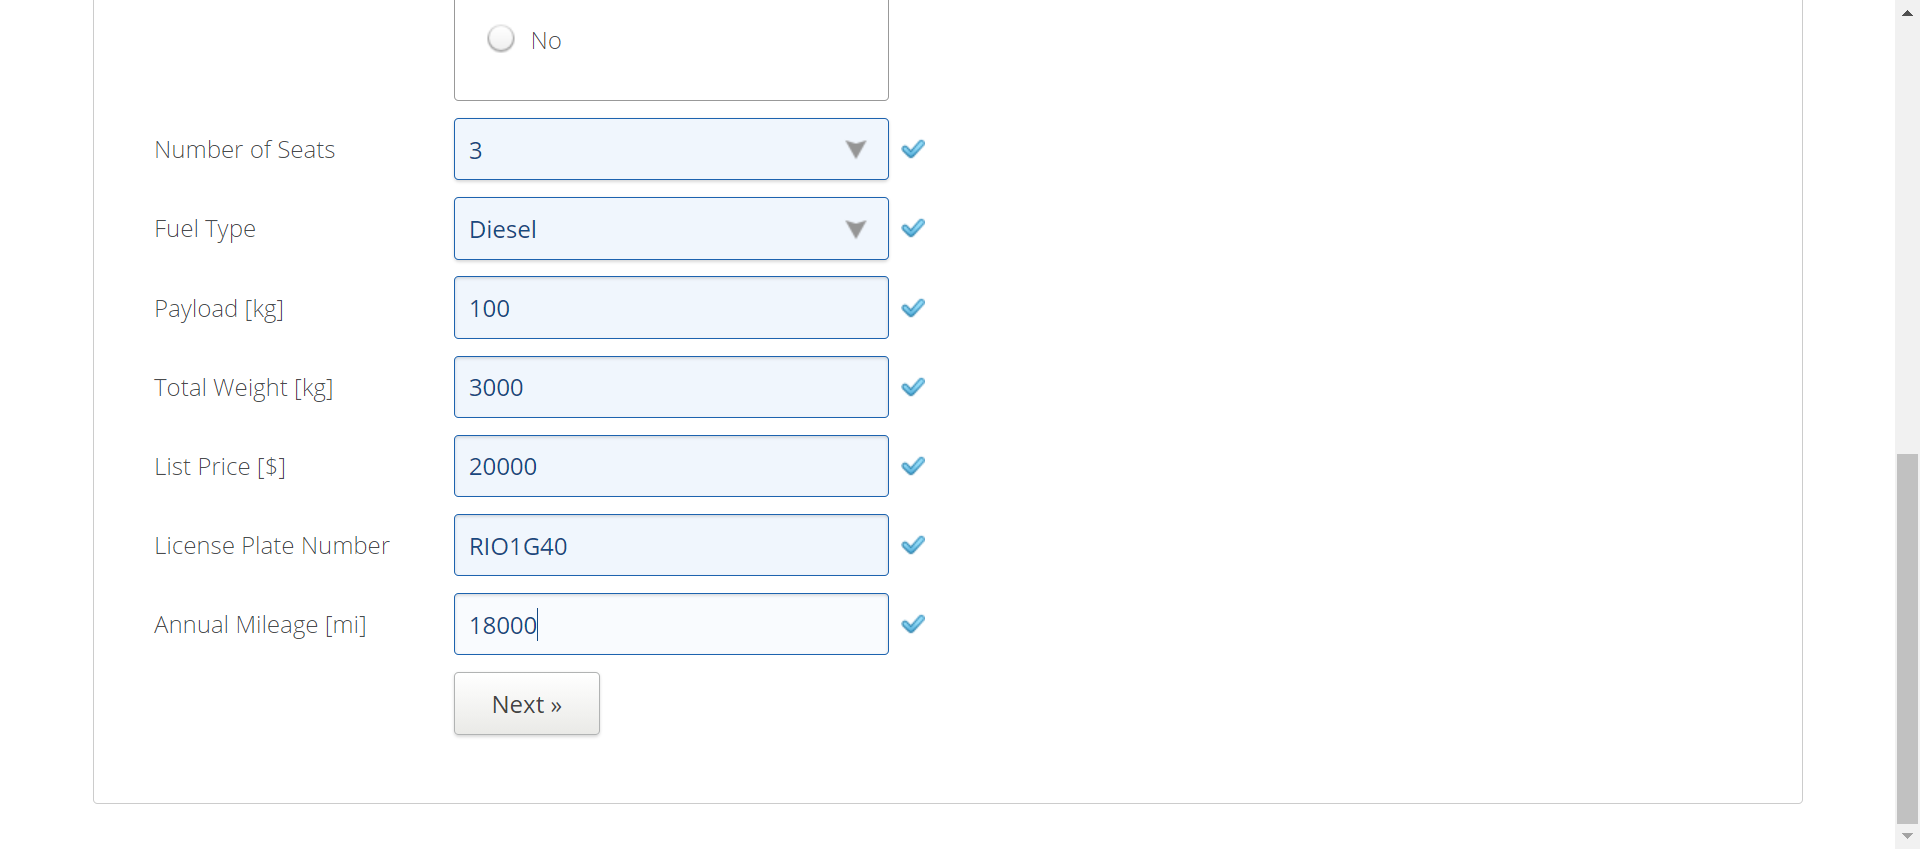 No
Number of Seats 3
Fuel Type Diesel
Payload [kg] 100
Total Weight [kg] 3000
List Price [$] 20000
License Plate Number RIO1G40
Annual Mileage [mi] 18000
Next »